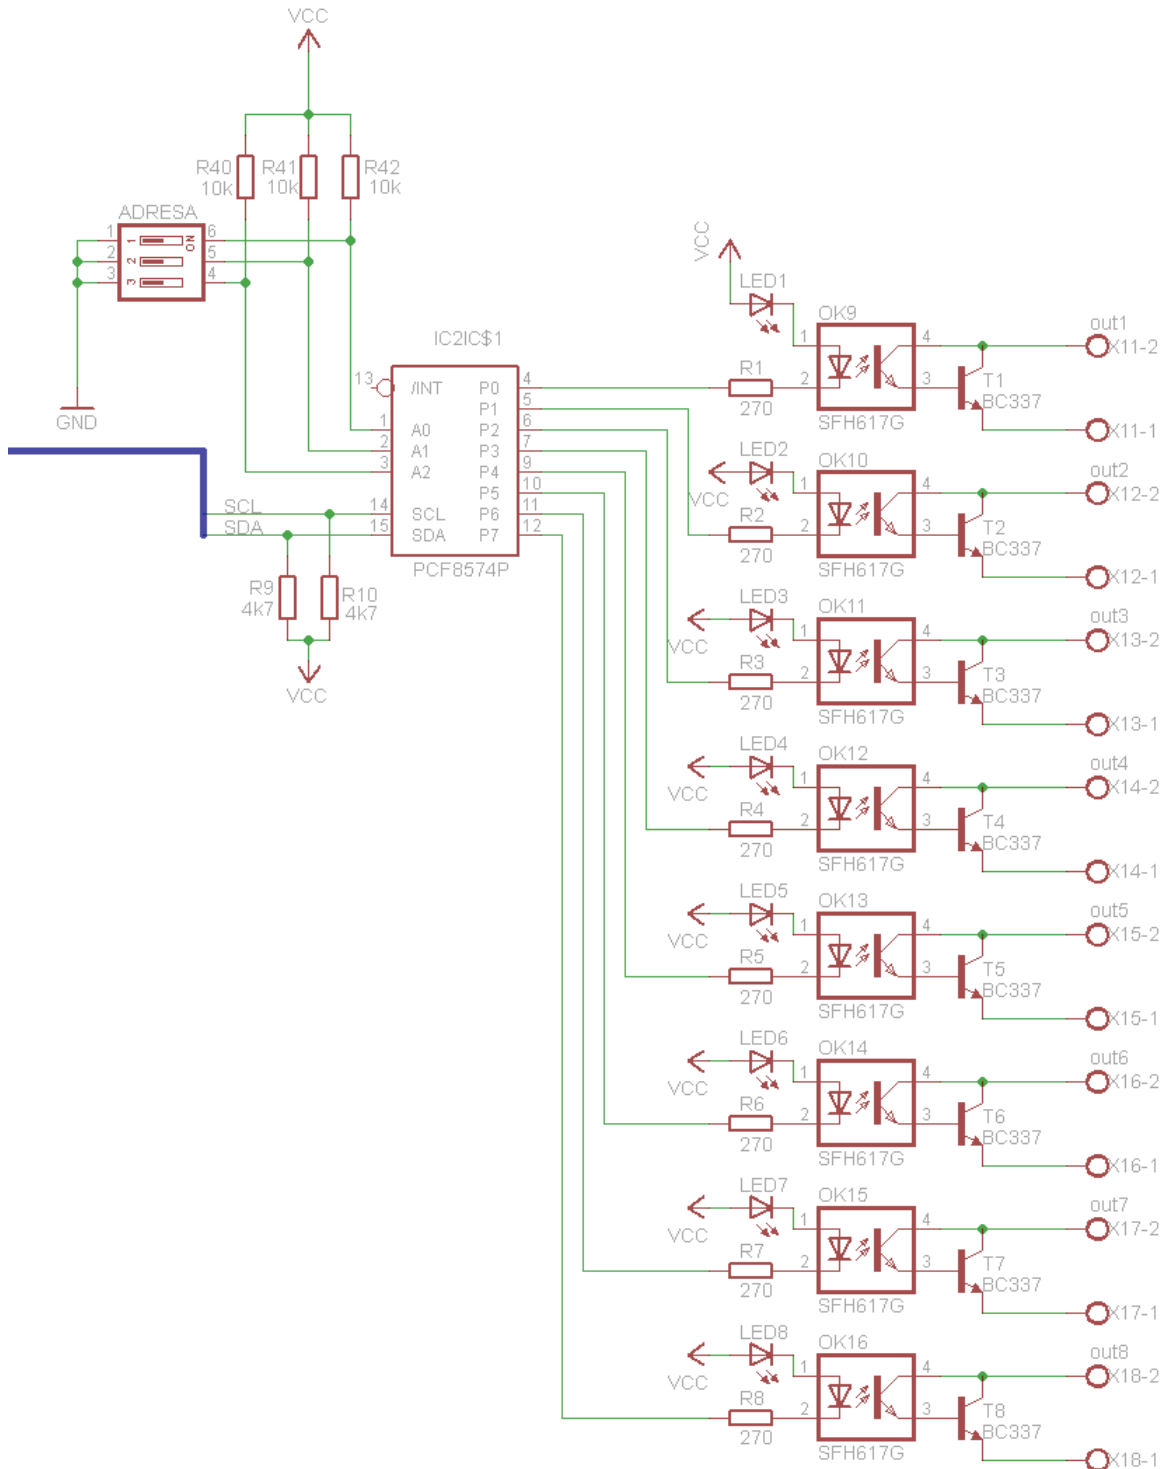 VCC
R40
10k
R41
10k
R42
10k
ADRESA
1
2
3
1
2
3
ON
6
5
4
GND
IC2IC$1
13
/INT
1
A0
2
A1
3
A2
14
SCL
15
SDA
P0
4
P1
5
P2
6
P3
7
P4
9
P5
10
P6
11
P7
12
PCF8574P
SCL
SDA
R9
4k7
R10
4k7
VCC
VCC
LED1
OK9
1
4
R1
2
3
270
SFH617G
T1
BC337
out1
X11-2
X11-1
LED2
VCC
OK10
1
4
R2
2
3
270
SFH617G
T2
BC337
out2
X12-2
X12-1
LED3
VCC
OK11
1
4
R3
2
3
270
SFH617G
T3
BC337
out3
X13-2
X13-1
LED4
VCC
OK12
1
4
R4
2
3
270
SFH617G
T4
BC337
out4
X14-2
X14-1
LED5
VCC
OK13
1
4
R5
2
3
270
SFH617G
T5
BC337
out5
X15-2
X15-1
LED6
VCC
OK14
1
4
R6
2
3
270
SFH617G
T6
BC337
out6
X16-2
X16-1
LED7
VCC
OK15
1
4
R7
2
3
270
SFH617G
T7
BC337
out7
X17-2
X17-1
LED8
VCC
OK16
1
4
R8
2
3
270
SFH617G
T8
BC337
out8
X18-2
X18-1